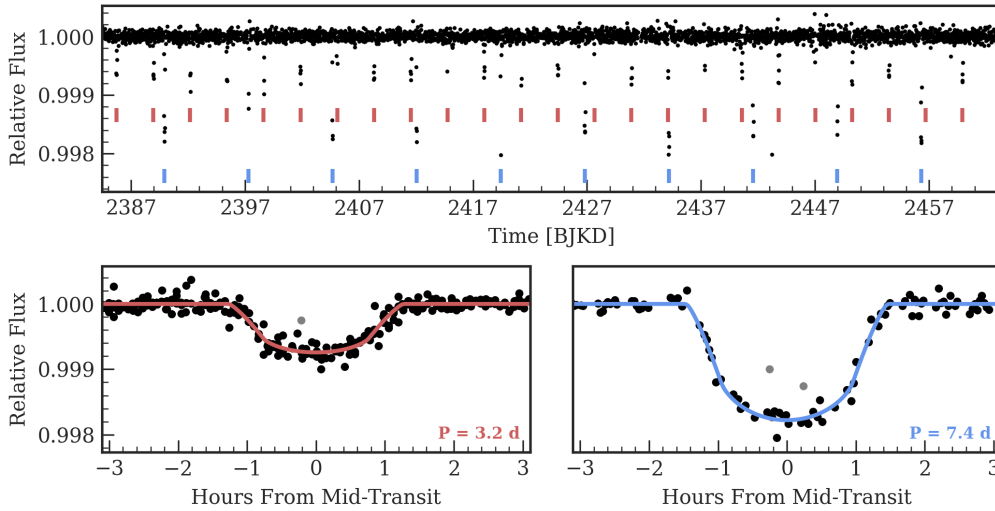 Relative Flux
1.000
0.999
0.998
2387 2397 2407 2417 2427 2437 2447 2457
Time [BJKD]
Relative Flux
1.000
0.999
0.998
P = 3.2 d
P = 7.4 d
−3 −2 −1 0 1 2 3
−3 −2 −1 0 1 2 3
Hours From Mid-Transit
Hours From Mid-Transit